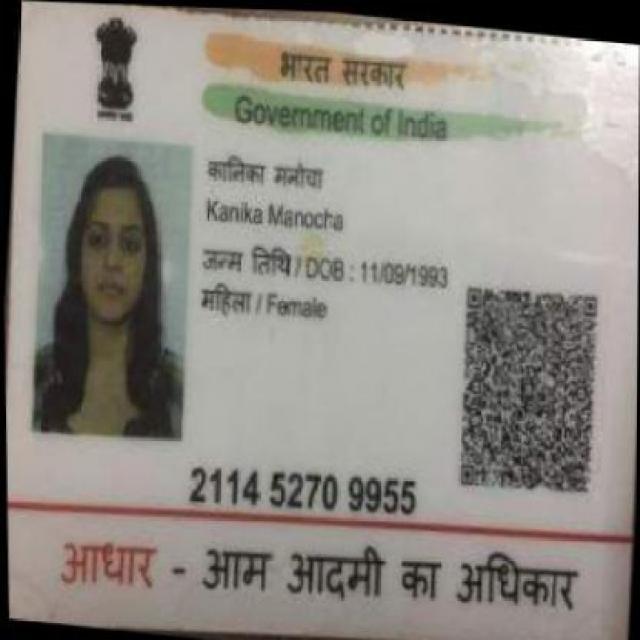 भारत सरकार
Government of India
कानिका मनोचा
Kanika Manocha
जन्म तिथि / DOB : 11/09/1993
महिला / Female
2114 5270 9955
आधार - आम आदमी का अधिकार